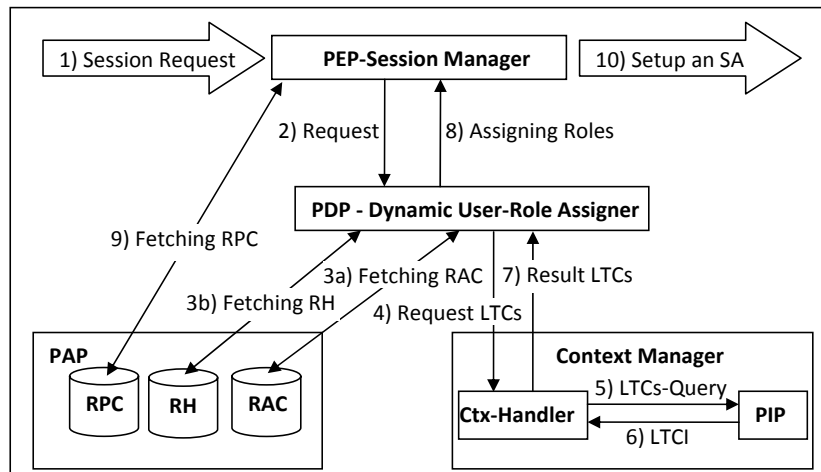 1) Session Request
PEP-Session Manager
10) Setup an SA
2) Request
8) Assigning Roles
PDP - Dynamic User-Role Assigner
9) Fetching RPC
3a) Fetching RAC
7) Result LTCs
3b) Fetching RH
4) Request LTCs
PAP
RPC
RH
RAC
Context Manager
Ctx-Handler
5) LTCs-Query
PIP
6) LTCI